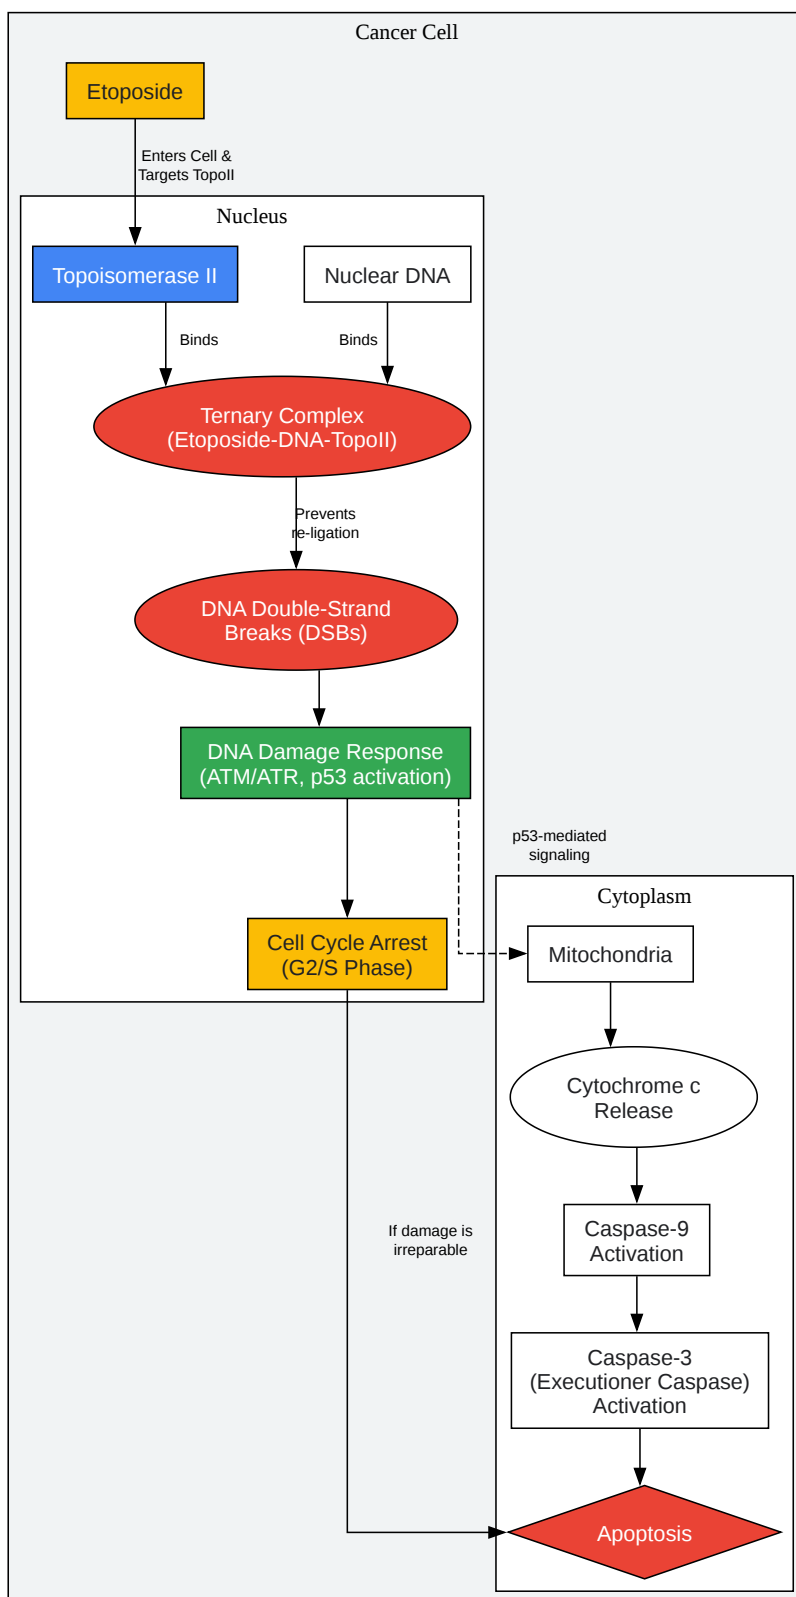 Cancer Cell
Etoposide
Enters Cell &
Targets TopoII
Nucleus
Topoisomerase II
Nuclear DNA
Binds
Binds
Ternary Complex
(Etoposide-DNA-TopoII)
Prevents
re-ligation
DNA Double-Strand
Breaks (DSBs)
DNA Damage Response
(ATM/ATR, p53 activation)
p53-mediated
signaling
Cytoplasm
Cell Cycle Arrest
(G2/S Phase)
Mitochondria
Cytochrome c
Release
If damage is
irreparable
Caspase-9
Activation
Caspase-3
(Executioner Caspase)
Activation
Apoptosis